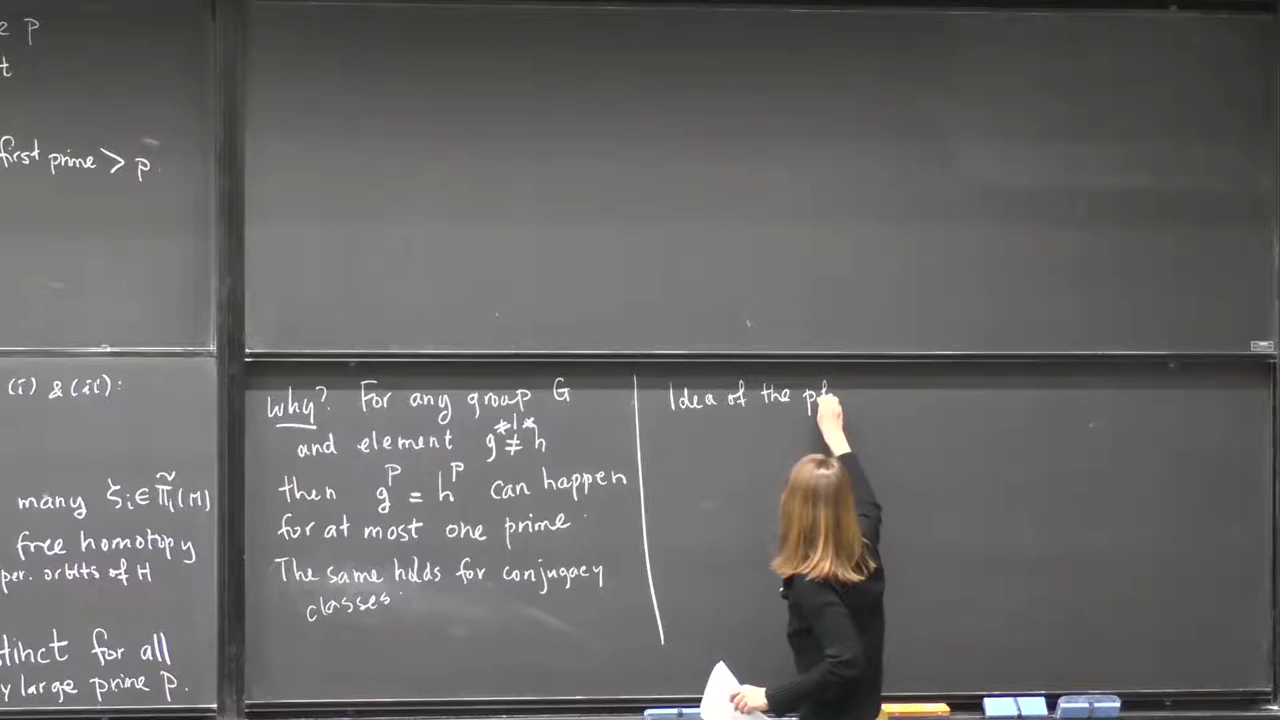 e p
t
first prime > p.
(i) & (ii):
many ζi ∈ π̃1(M)
free homotopy
per. orbits of H
tinct for all
y large prime p.
Why? For any group G
and element g ≠ h
≠1≠
then g^p = h^p can happen
for at most one prime.
The same holds for conjugacy
classes.
Idea of the pf